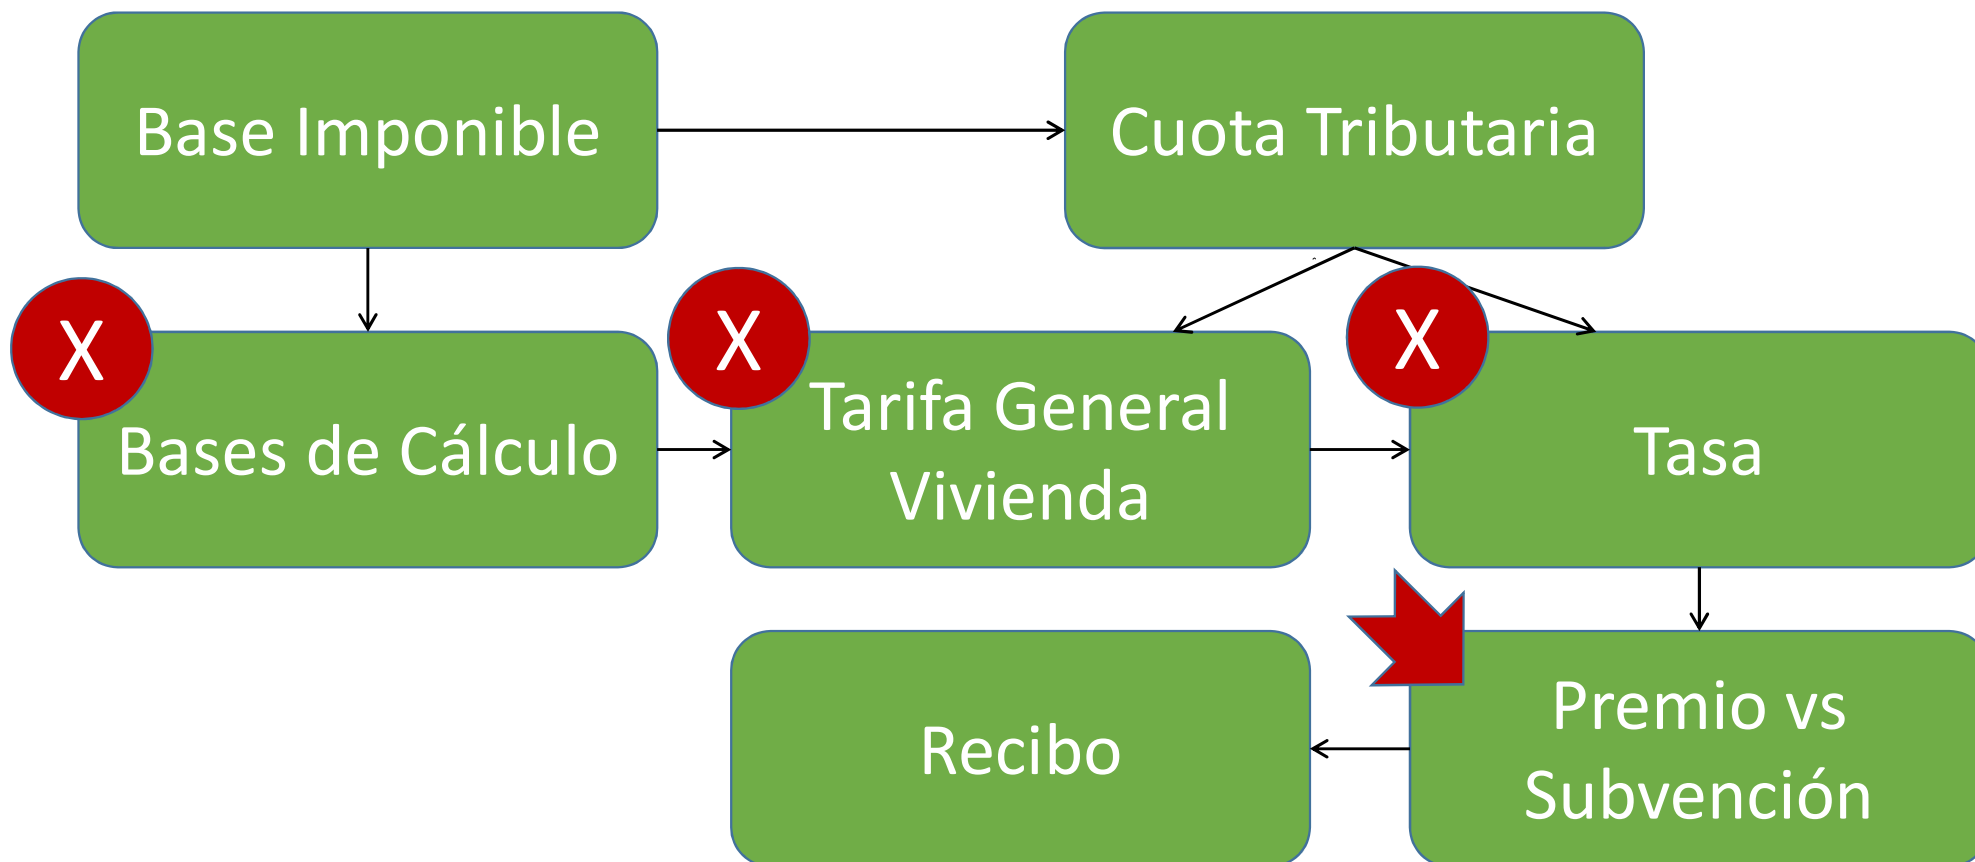 Base Imponible
Cuota Tributaria
X
X
X
Bases de Cálculo
Tarifa General
Vivienda
Tasa
Recibo
Premio vs
Subvención